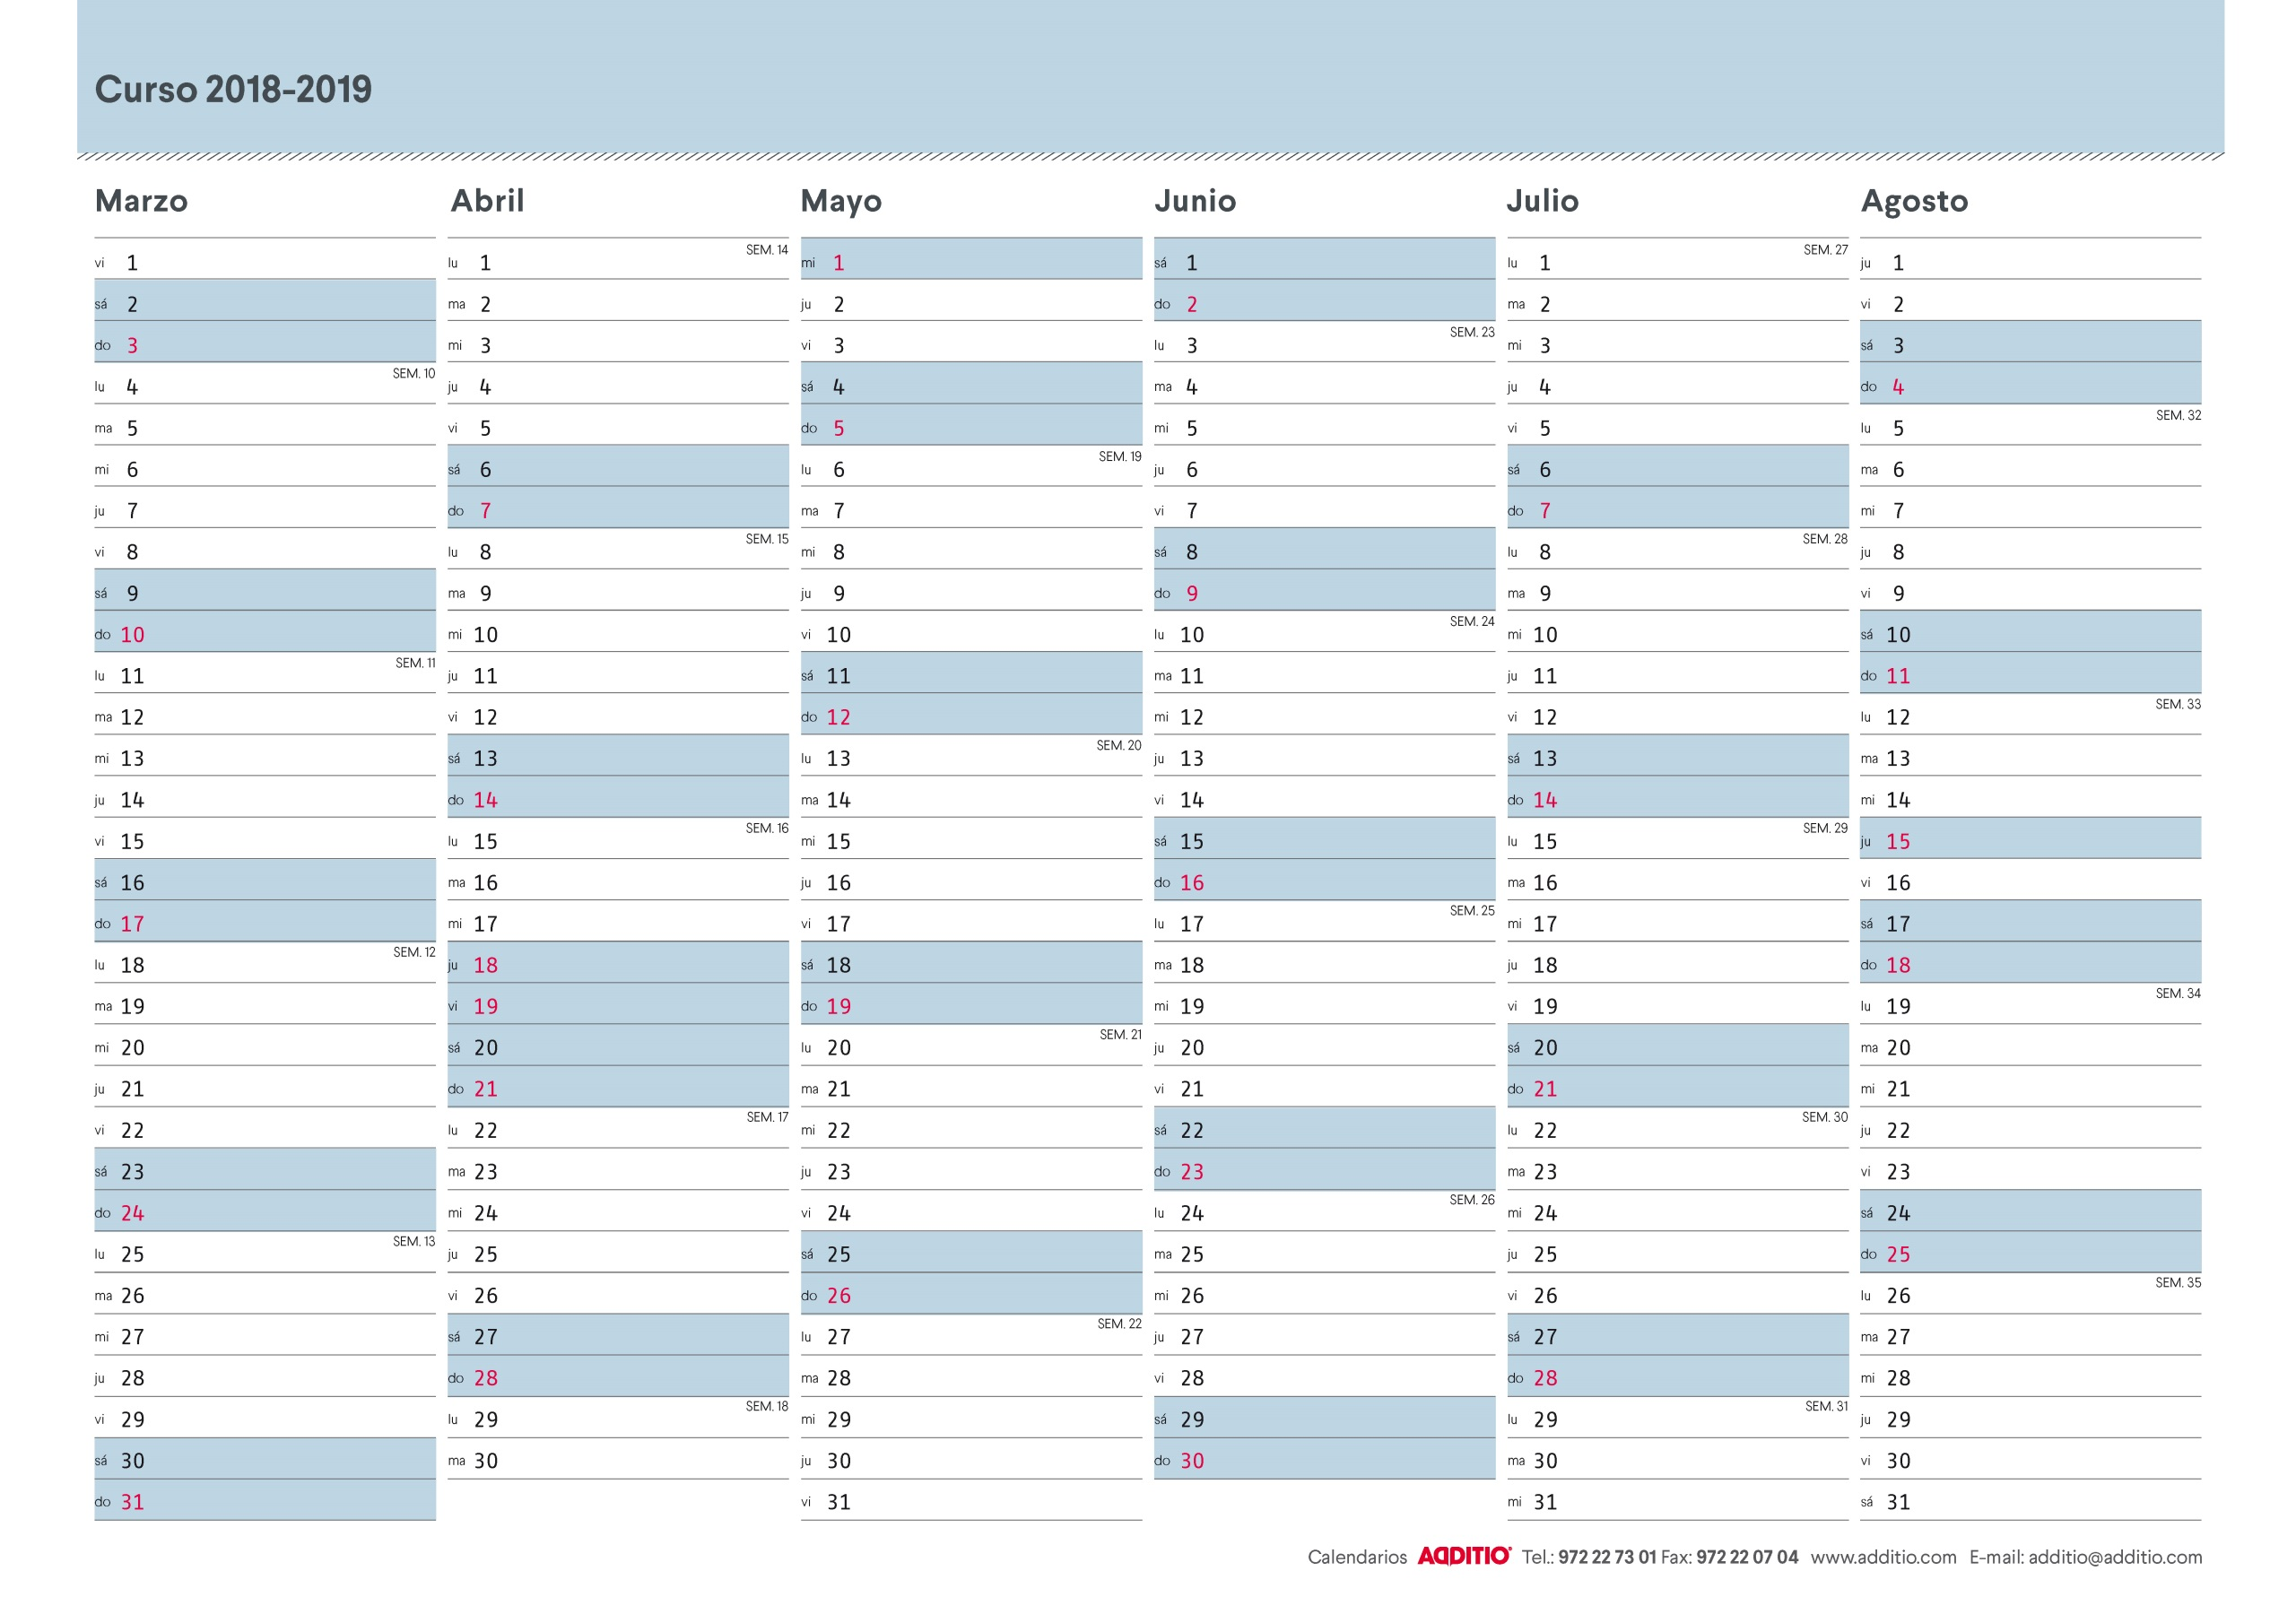 Curso 2018-2019
Marzo
vi 1
sá 2
do 3
lu 4 SEM. 10
ma 5
mi 6
ju 7
vi 8
sá 9
do 10
lu 11 SEM. 11
ma 12
mi 13
ju 14
vi 15
sá 16
do 17
lu 18 SEM. 12
ma 19
mi 20
ju 21
vi 22
sá 23
do 24
lu 25 SEM. 13
ma 26
mi 27
ju 28
vi 29
sá 30
do 31
Abril
lu 1 SEM. 14
ma 2
mi 3
ju 4
vi 5
sá 6
do 7
lu 8 SEM. 15
ma 9
mi 10
ju 11
vi 12
sá 13
do 14
lu 15 SEM. 16
ma 16
mi 17
ju 18
vi 19
sá 20
do 21
lu 22 SEM. 17
ma 23
mi 24
ju 25
vi 26
sá 27
do 28
lu 29 SEM. 18
ma 30
Mayo
mi 1
ju 2
vi 3
sá 4
do 5
lu 6 SEM. 19
ma 7
mi 8
ju 9
vi 10
sá 11
do 12
lu 13 SEM. 20
ma 14
mi 15
ju 16
vi 17
sá 18
do 19
lu 20 SEM. 21
ma 21
mi 22
ju 23
vi 24
sá 25
do 26
lu 27 SEM. 22
ma 28
mi 29
ju 30
vi 31
Junio
sá 1
do 2
lu 3 SEM. 23
ma 4
mi 5
ju 6
vi 7
sá 8
do 9
lu 10 SEM. 24
ma 11
mi 12
ju 13
vi 14
sá 15
do 16
lu 17 SEM. 25
ma 18
mi 19
ju 20
vi 21
sá 22
do 23
lu 24 SEM. 26
ma 25
mi 26
ju 27
vi 28
sá 29
do 30
Julio
lu 1 SEM. 27
ma 2
mi 3
ju 4
vi 5
sá 6
do 7
lu 8 SEM. 28
ma 9
mi 10
ju 11
vi 12
sá 13
do 14
lu 15 SEM. 29
ma 16
mi 17
ju 18
vi 19
sá 20
do 21
lu 22 SEM. 30
ma 23
mi 24
ju 25
vi 26
sá 27
do 28
lu 29 SEM. 31
ma 30
mi 31
Agosto
ju 1
vi 2
sá 3
do 4
lu 5 SEM. 32
ma 6
mi 7
ju 8
vi 9
sá 10
do 11
lu 12 SEM. 33
ma 13
mi 14
ju 15
vi 16
sá 17
do 18
lu 19 SEM. 34
ma 20
mi 21
ju 22
vi 23
sá 24
do 25
lu 26 SEM. 35
ma 27
mi 28
ju 29
vi 30
sá 31
Calendarios ADDITIO® Tel.: 972 22 73 01 Fax: 972 22 07 04 www.additio.com E-mail: additio@additio.com